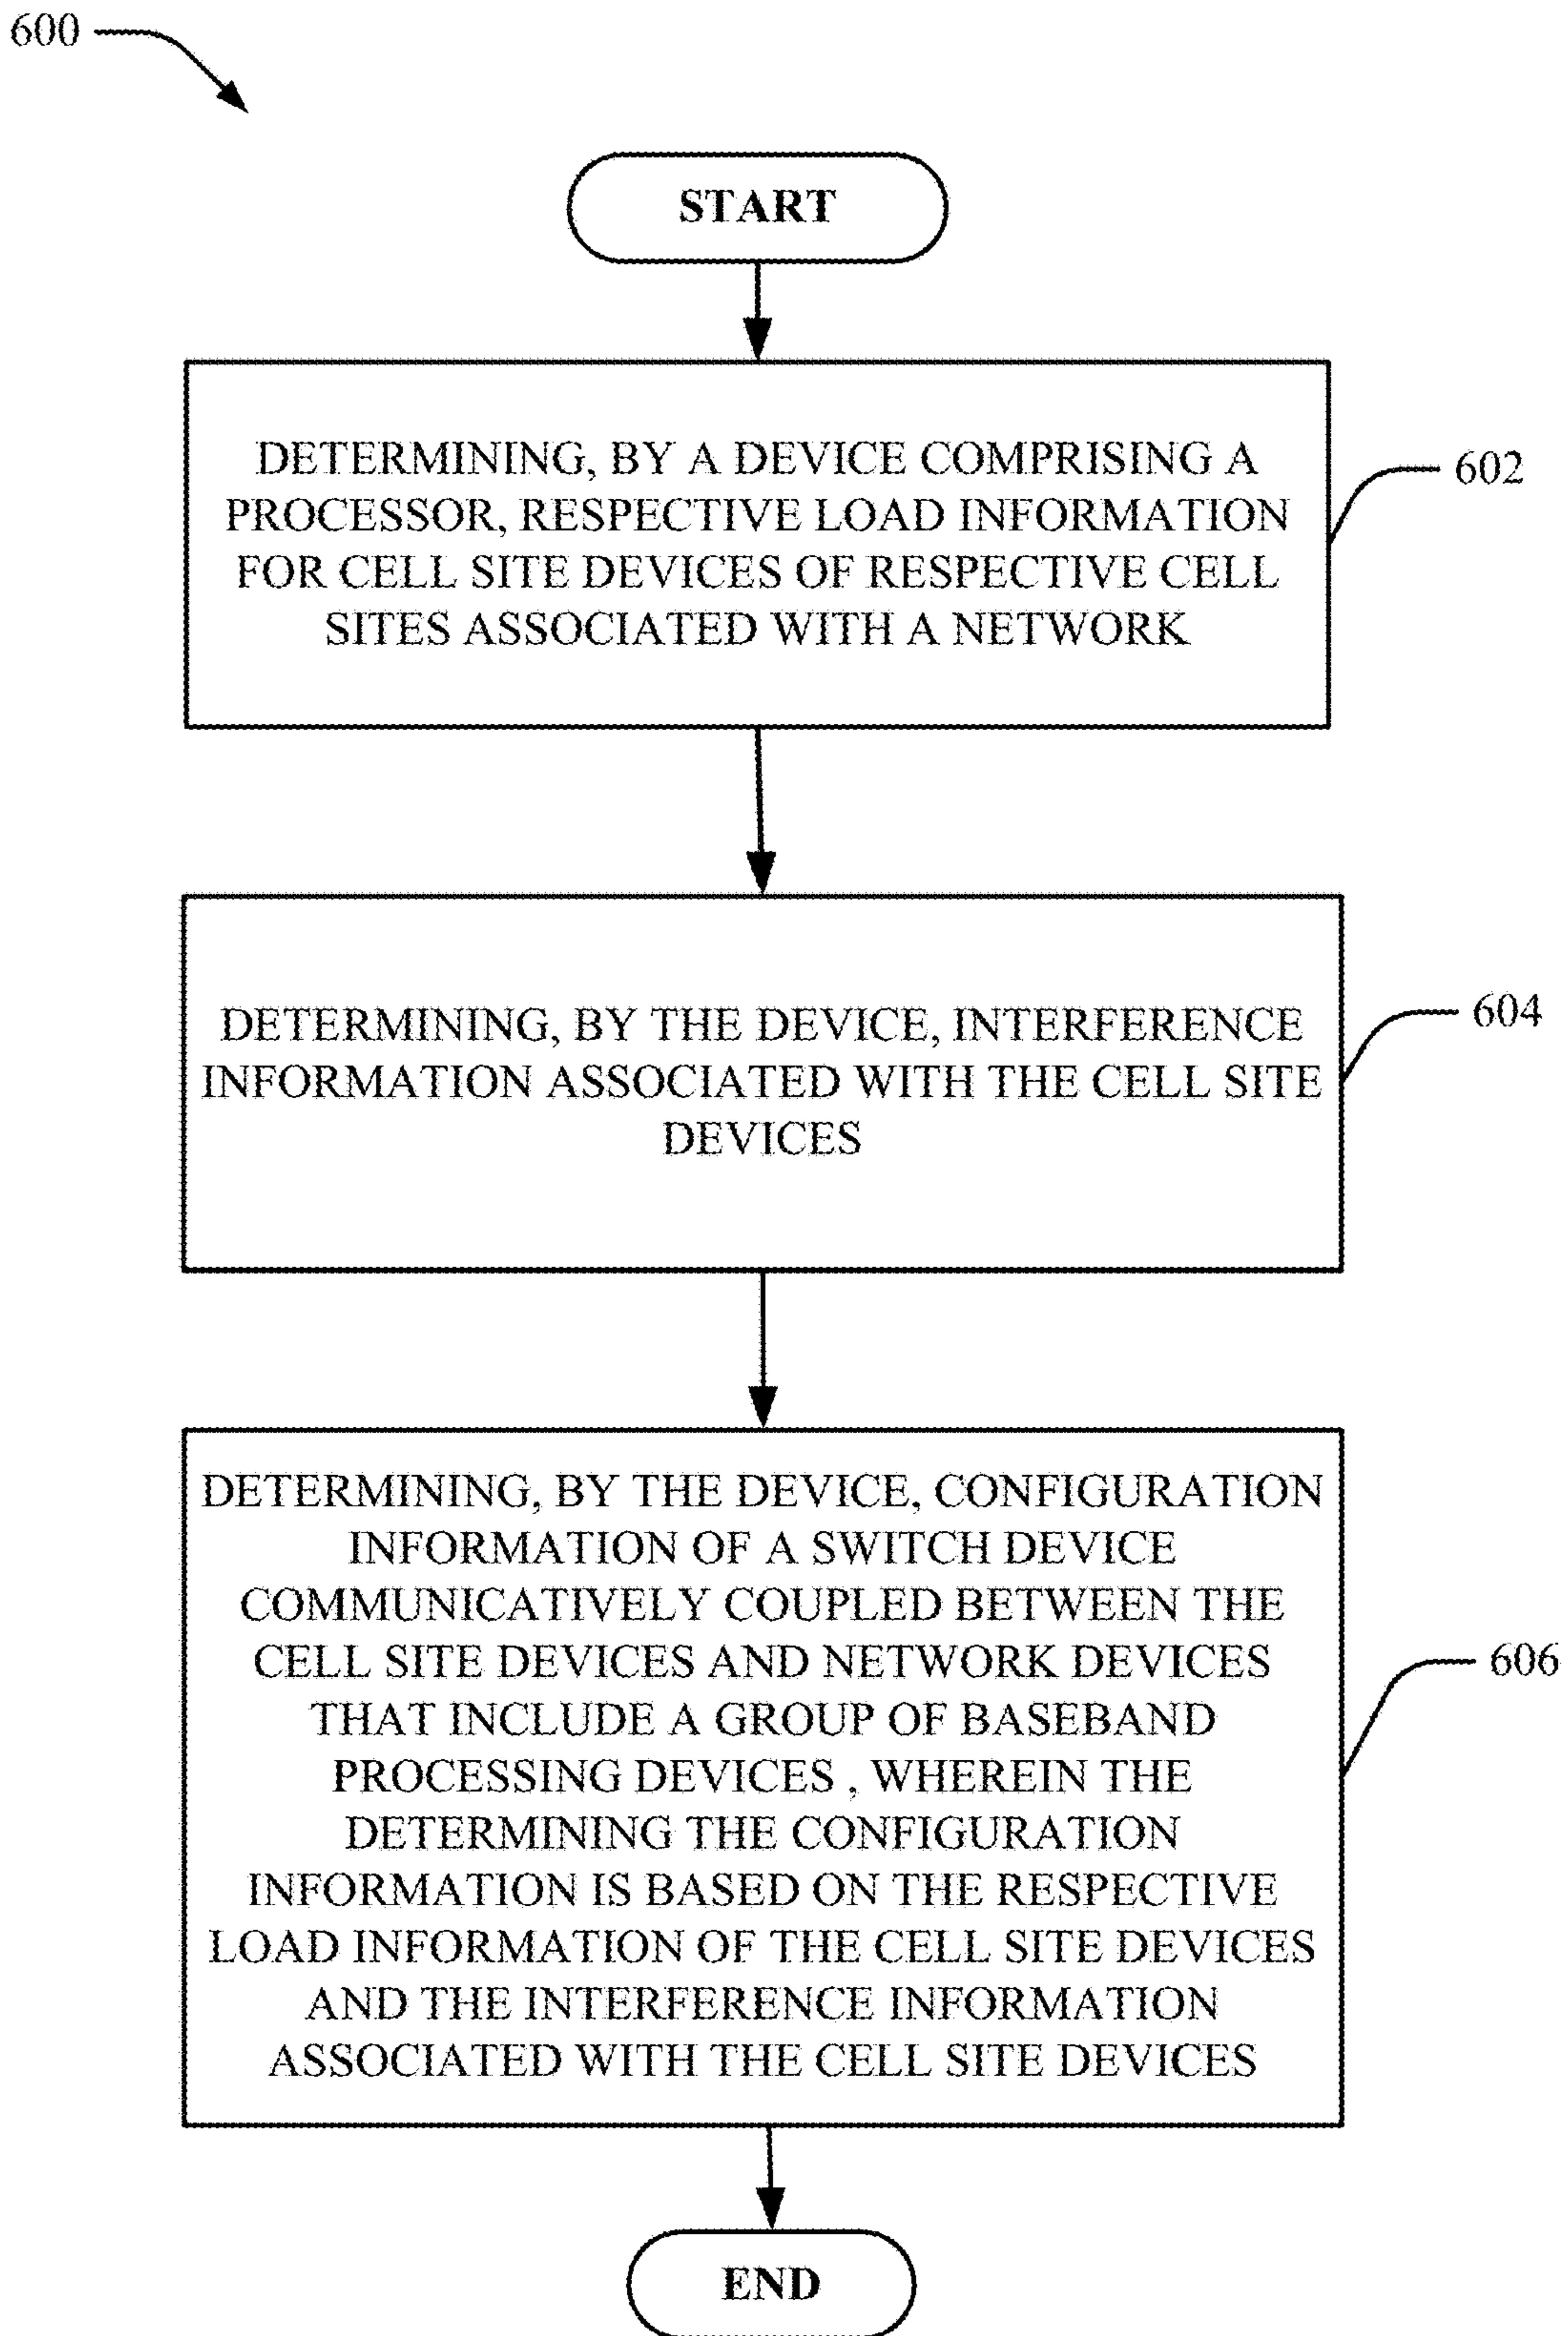 600
START
DETERMINING, BY A DEVICE COMPRISING A
PROCESSOR, RESPECTIVE LOAD INFORMATION
FOR CELL SITE DEVICES OF RESPECTIVE CELL
SITES ASSOCIATED WITH A NETWORK
602
DETERMINING, BY THE DEVICE, INTERFERENCE
INFORMATION ASSOCIATED WITH THE CELL SITE
DEVICES
604
DETERMINING, BY THE DEVICE, CONFIGURATION
INFORMATION OF A SWITCH DEVICE
COMMUNICATIVELY COUPLED BETWEEN THE
CELL SITE DEVICES AND NETWORK DEVICES
THAT INCLUDE A GROUP OF BASEBAND
PROCESSING DEVICES , WHEREIN THE
DETERMINING THE CONFIGURATION
INFORMATION IS BASED ON THE RESPECTIVE
LOAD INFORMATION OF THE CELL SITE DEVICES
AND THE INTERFERENCE INFORMATION
ASSOCIATED WITH THE CELL SITE DEVICES
606
END